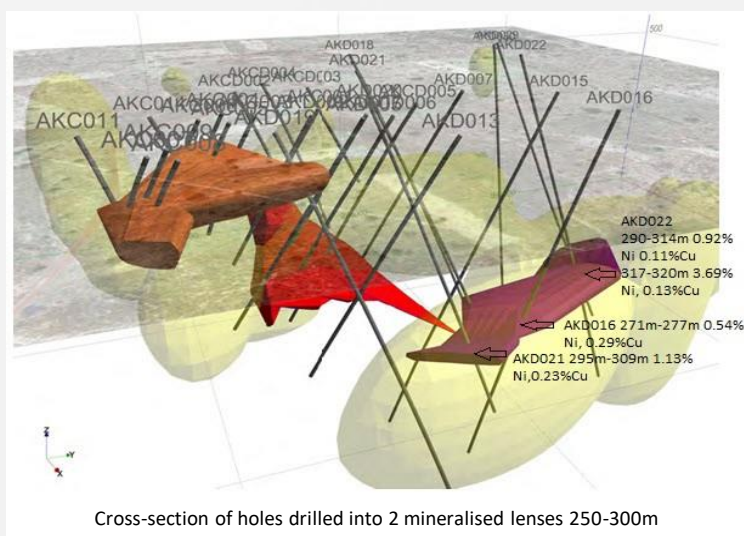 AKD018
AKD021
AKD022
500
AKCD004
AKD007
AKD015
AKD016
AKC011
AKD013
AKD022
290-314m 0.92%
Ni 0.11%Cu
317-320m 3.69%
Ni, 0.13%Cu
AKD016 271m-277m 0.54%
Ni, 0.29%Cu
AKD021 295m-309m 1.13%
Ni,0.23%Cu
Z
Y
X
Cross-section of holes drilled into 2 mineralised lenses 250-300m